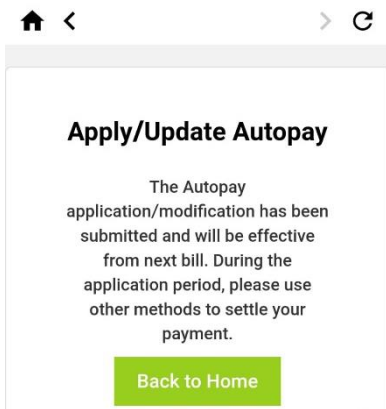 Apply/Update Autopay
The Autopay
application/modification has been
submitted and will be effective
from next bill. During the
application period, please use
other methods to settle your
payment.
Back to Home